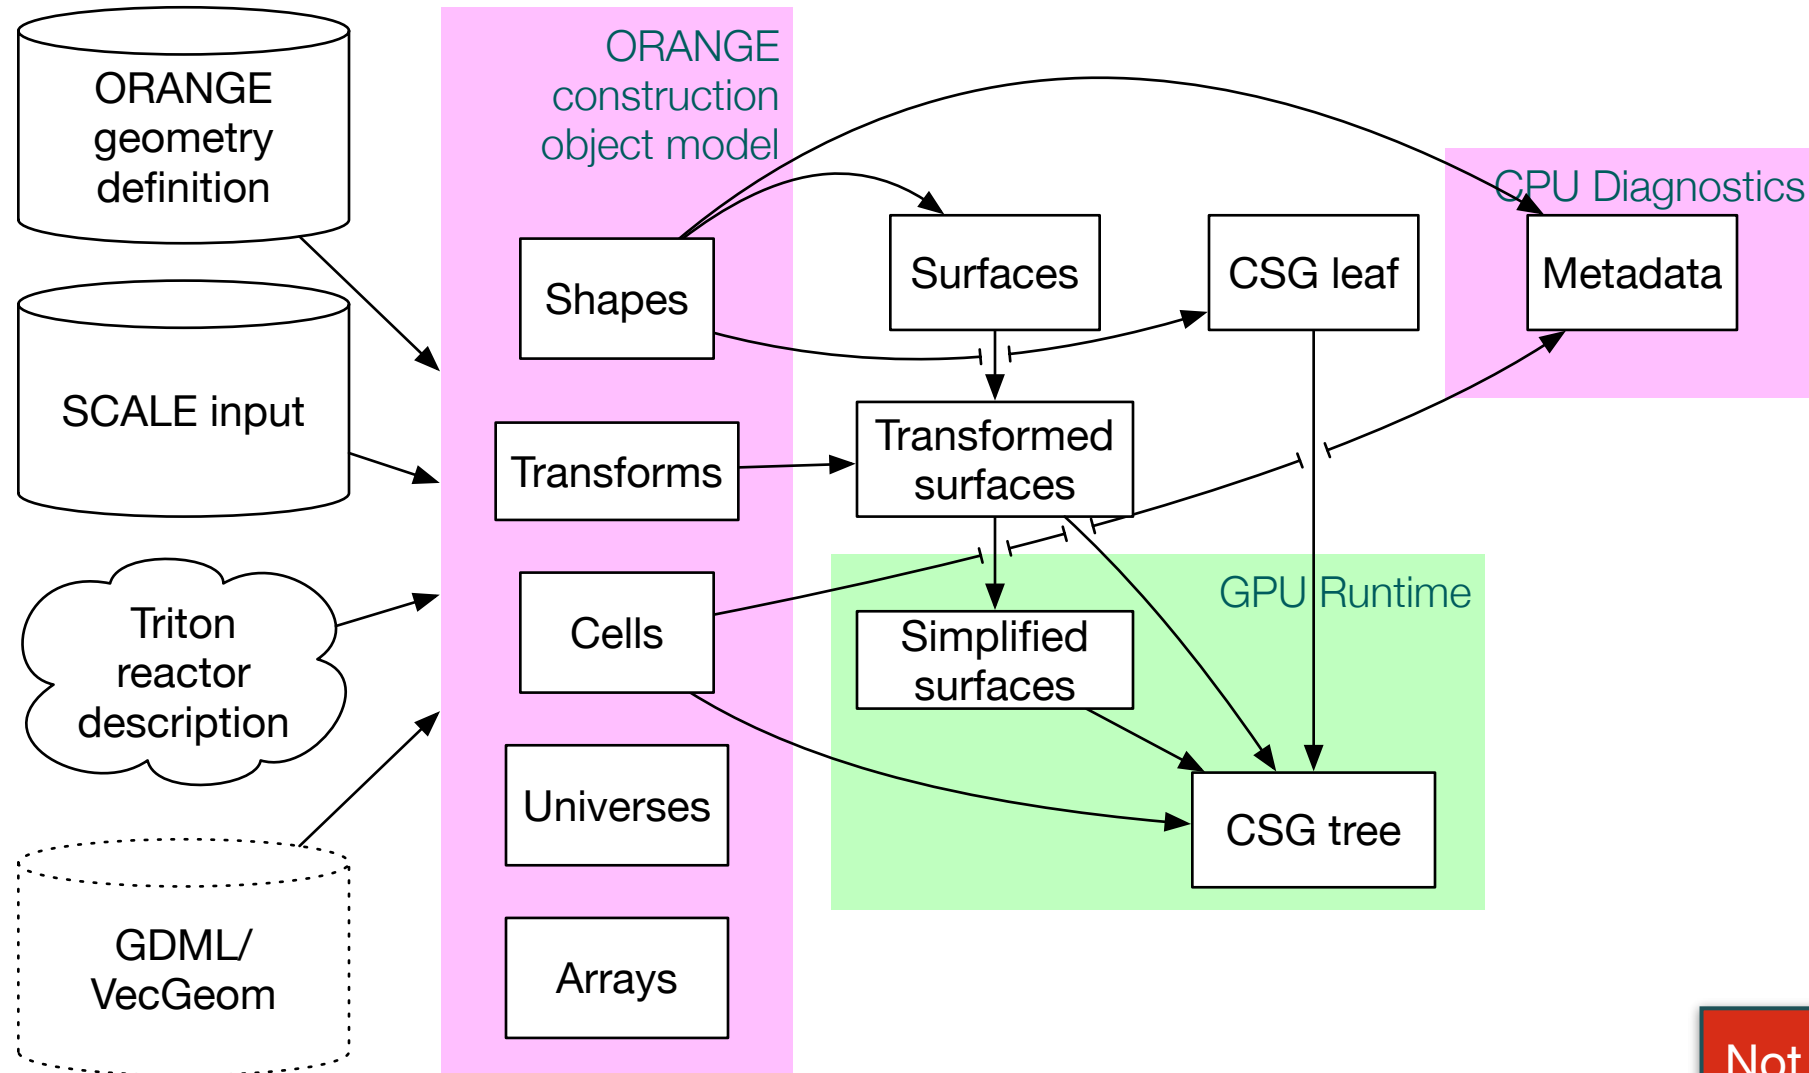 ORANGE
geometry
definition
SCALE input
Triton
reactor
description
GDML/
VecGeom
ORANGE
construction
object model
Shapes
Transforms
Cells
Universes
Arrays
Surfaces
CSG leaf
Transformed
surfaces
GPU Runtime
Simplified
surfaces
CSG tree
CPU Diagnostics
Metadata
Not